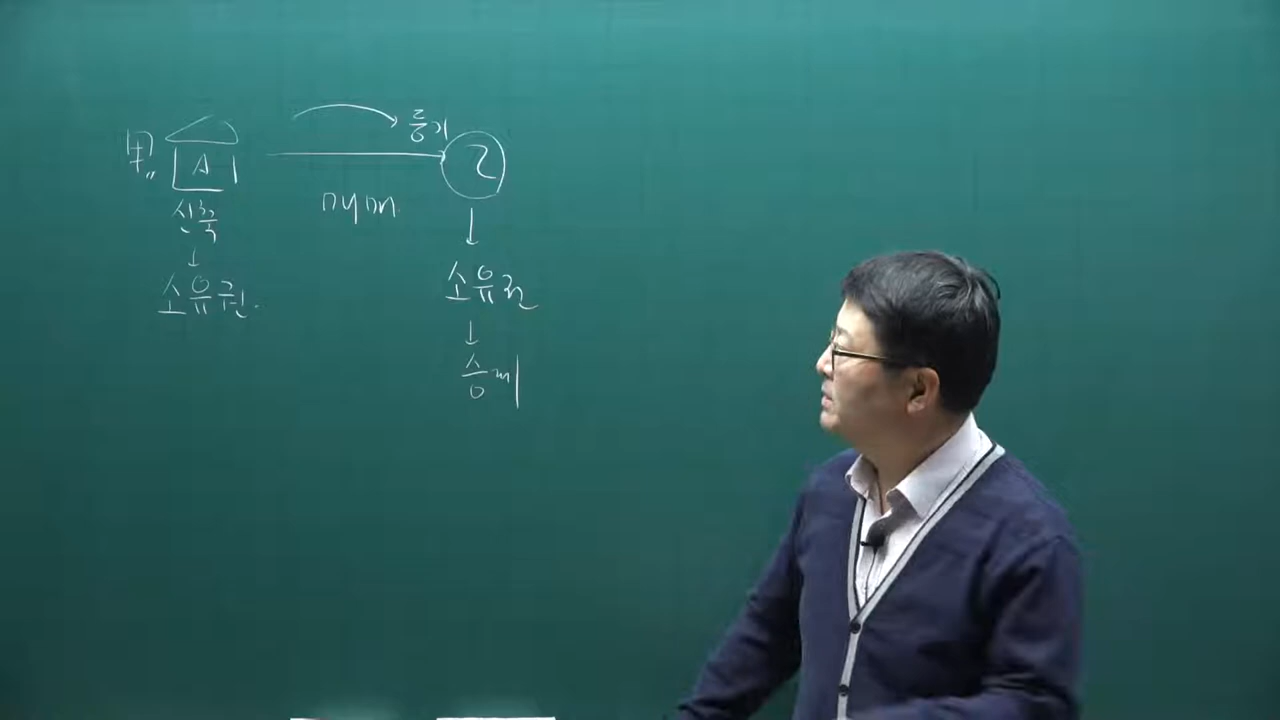 甲
A
신축
↓
소유권.
→ 등기
매매
乙
↓
소유권
↓
승계